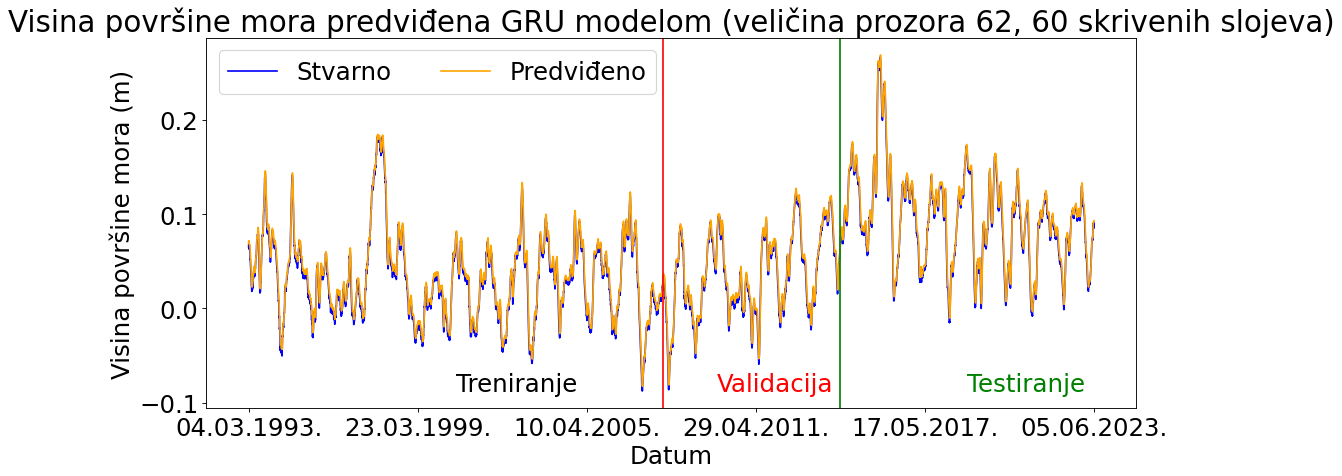 Visina površine mora predviđena GRU modelom (veličina prozora 62, 60 skrivenih slojeva)
Stvarno
Predviđeno
Visina površine mora (m)
0.2
0.1
0.0
−0.1
Treniranje
Validacija
Testiranje
04.03.1993.
23.03.1999.
10.04.2005.
29.04.2011.
17.05.2017.
05.06.2023.
Datum